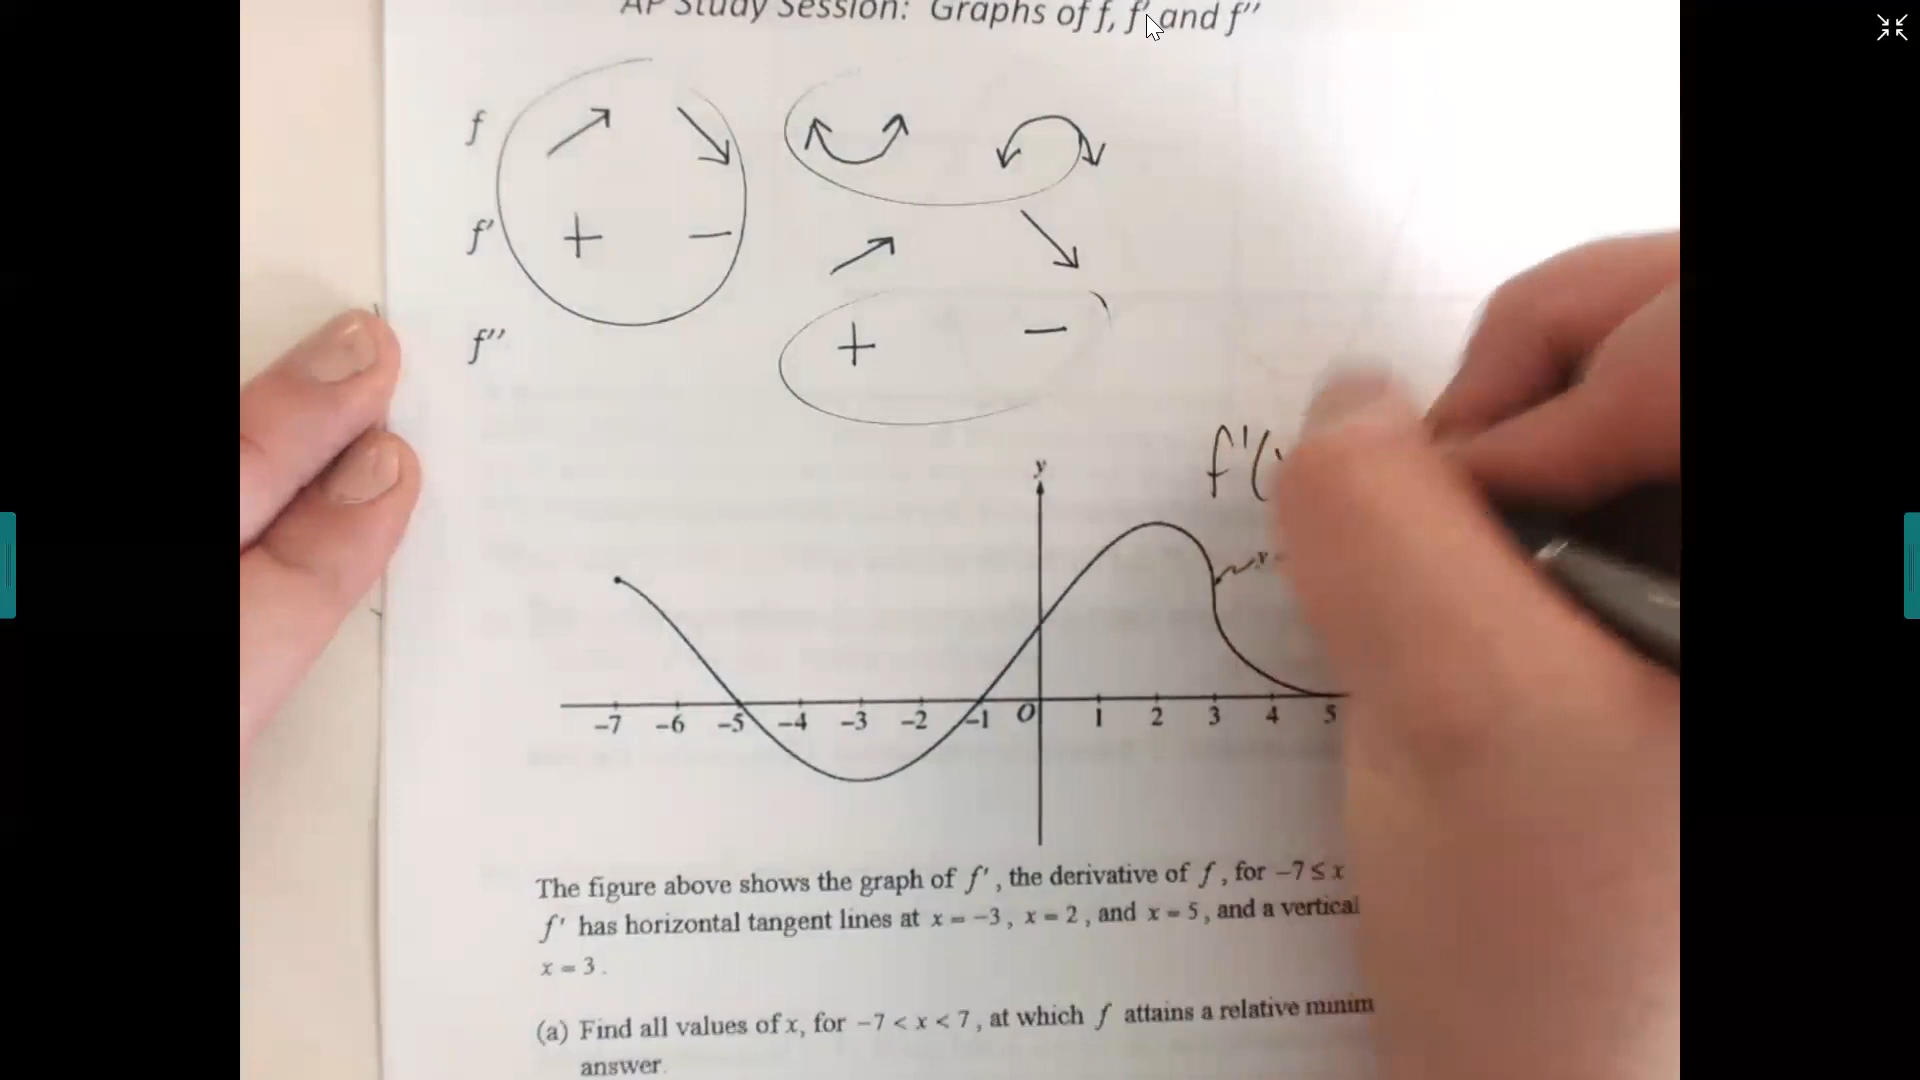 AP Study Session: Graphs of f, f' and f''
f
f' + −
f'' + −
f'(
y
−7 −6 −5 −4 −3 −2 −1 O 1 2 3 4 5
The figure above shows the graph of f', the derivative of f, for −7 ≤ x
f' has horizontal tangent lines at x = −3, x = 2, and x = 5, and a vertical
x = 3.
(a) Find all values of x, for −7 < x < 7, at which f attains a relative minim
answer.